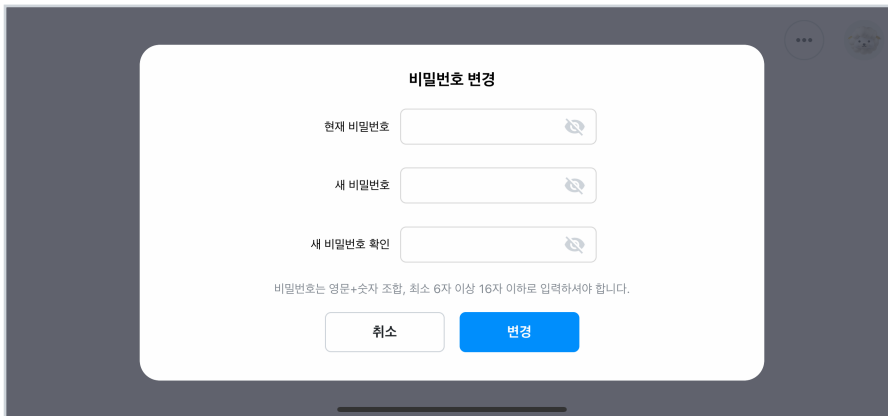 비밀번호 변경
현재 비밀번호
새 비밀번호
새 비밀번호 확인
비밀번호는 영문+숫자 조합, 최소 6자 이상 16자 이하로 입력하셔야 합니다.
취소 변경